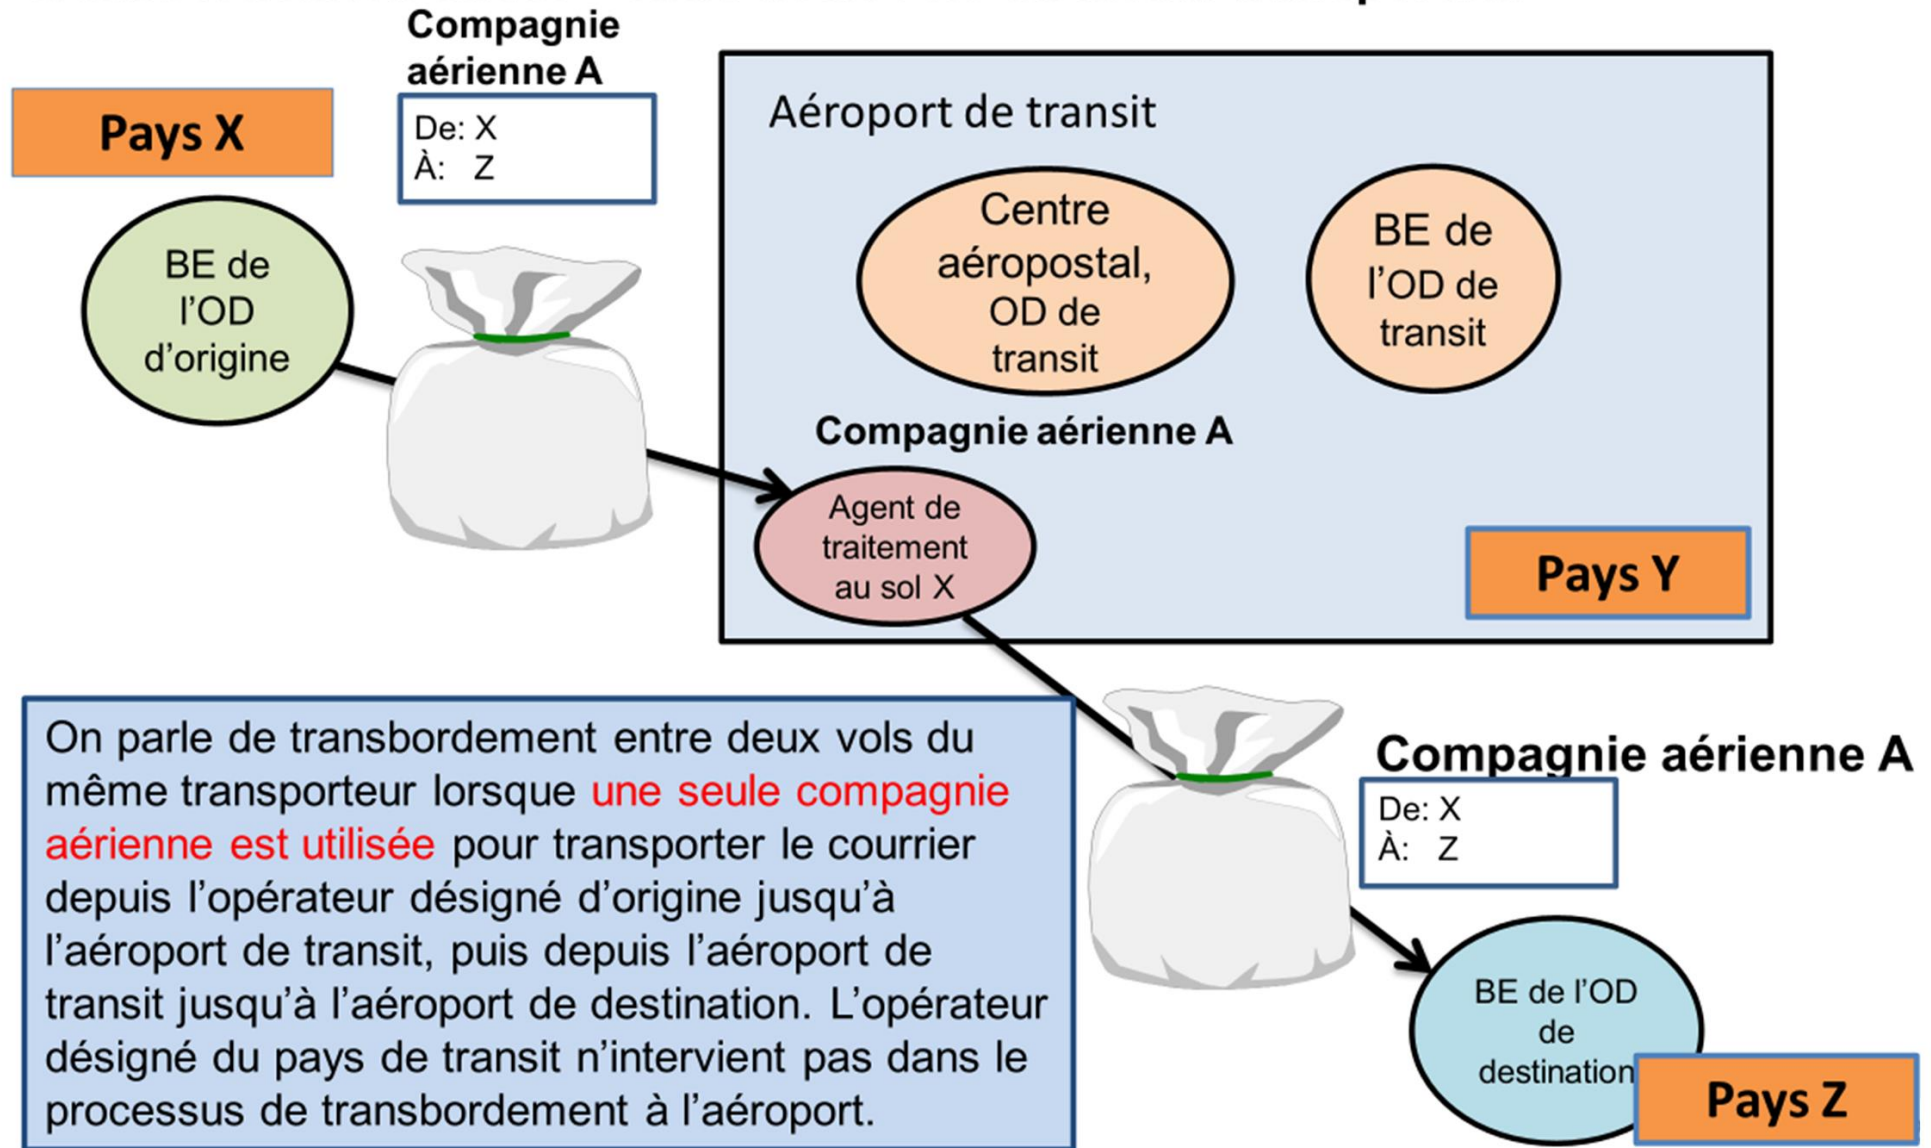 Compagnie
aérienne A
Pays X
De: X
À: Z
Aéroport de transit
BE de
l’OD
d’origine
Centre
aéropostal,
OD de
transit
BE de
l’OD de
transit
Compagnie aérienne A
Agent de
traitement
au sol X
Pays Y
On parle de transbordement entre deux vols du
même transporteur lorsque une seule compagnie
aérienne est utilisée pour transporter le courrier
depuis l’opérateur désigné d’origine jusqu’à
l’aéroport de transit, puis depuis l’aéroport de
transit jusqu’à l’aéroport de destination. L’opérateur
désigné du pays de transit n’intervient pas dans le
processus de transbordement à l’aéroport.
Compagnie aérienne A
De: X
À: Z
BE de l’OD
de
destination
Pays Z